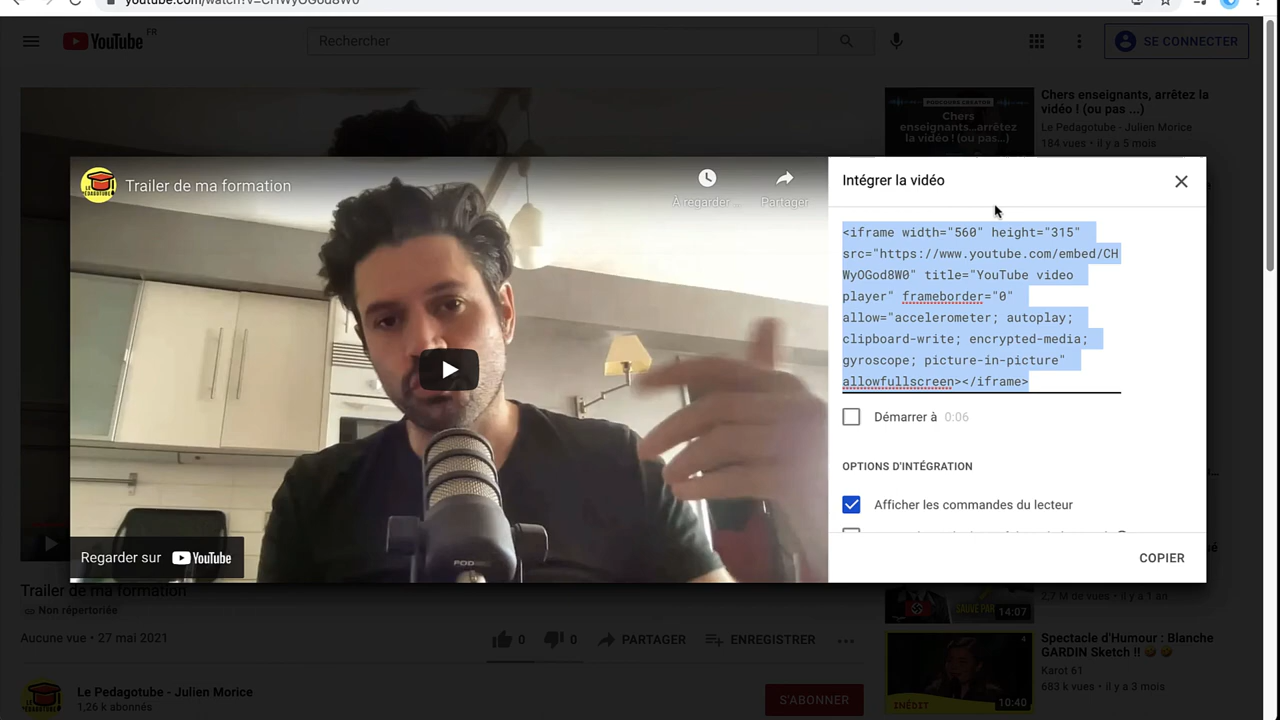 YouTube FR
Rechercher
SE CONNECTER
PARCOURS CREATOR
Chers
enseignants...arrêtez
la vidéo ! (ou pas...)
Chers enseignants, arrêtez la
vidéo ! (ou pas ...)
Le Pedagotube - Julien Morice
184 vues • il y a 5 mois
LE PÉDAGOTUBE
Trailer de ma formation
À regarder ...
Partager
Intégrer la vidéo
<iframe width="560" height="315"
src="https://www.youtube.com/embed/CH
WyOGod8W0" title="YouTube video
player" frameborder="0"
allow="accelerometer; autoplay;
clipboard-write; encrypted-media;
gyroscope; picture-in-picture"
allowfullscreen></iframe>
Démarrer à 0:06
OPTIONS D'INTÉGRATION
Afficher les commandes du lecteur
COPIER
Regarder sur YouTube
Trailer de ma formation
Non répertoriée
Aucune vue • 27 mai 2021
0
0
PARTAGER
ENREGISTRER
SAUVÉ PAR
14:07
2,7 M de vues • il y a 1 an
Spectacle d'Humour : Blanche
GARDIN Sketch !! 🤣 🤣
Karot 61
683 k vues • il y a 3 mois
INÉDIT
10:40
Le Pedagotube - Julien Morice
1,26 k abonnés
S'ABONNER